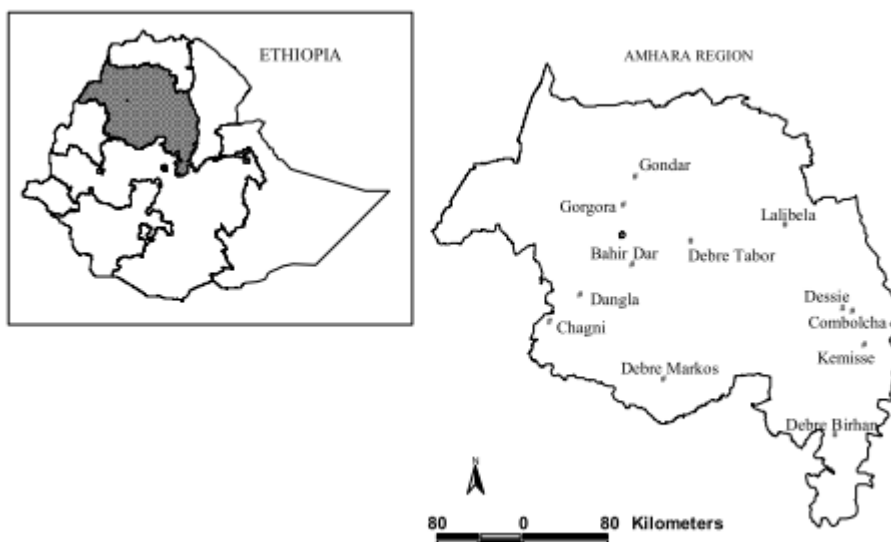 ETHIOPIA
AMHARA REGION
Gondar
Gorgora
Lalibela
Bahir Dar
Debre Tabor
Dangla
Dessie
Combolcha
Chagni
Kemisse
Debre Markos
Debre Birhan
N
80 0 80 Kilometers